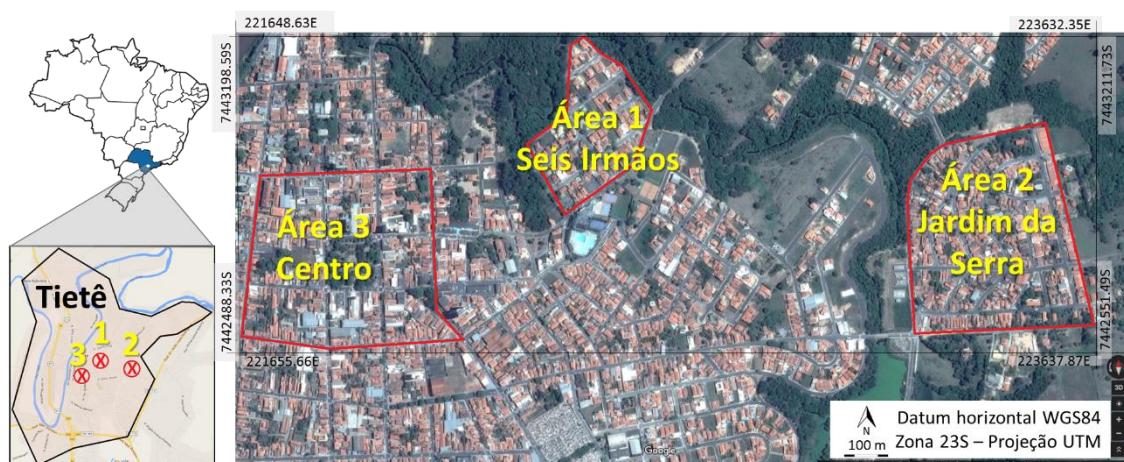 221648.63E
223632.35E
7443198.59S
7443211.73S
Área 1
Seis Irmãos
Área 2
Jardim da
Serra
Área 3
Centro
7442488.33S
7442551.49S
221655.66E
223637.87E
Tietê
1
2
3
Google
3D
N
100 m
Datum horizontal WGS84
Zona 23S – Projeção UTM